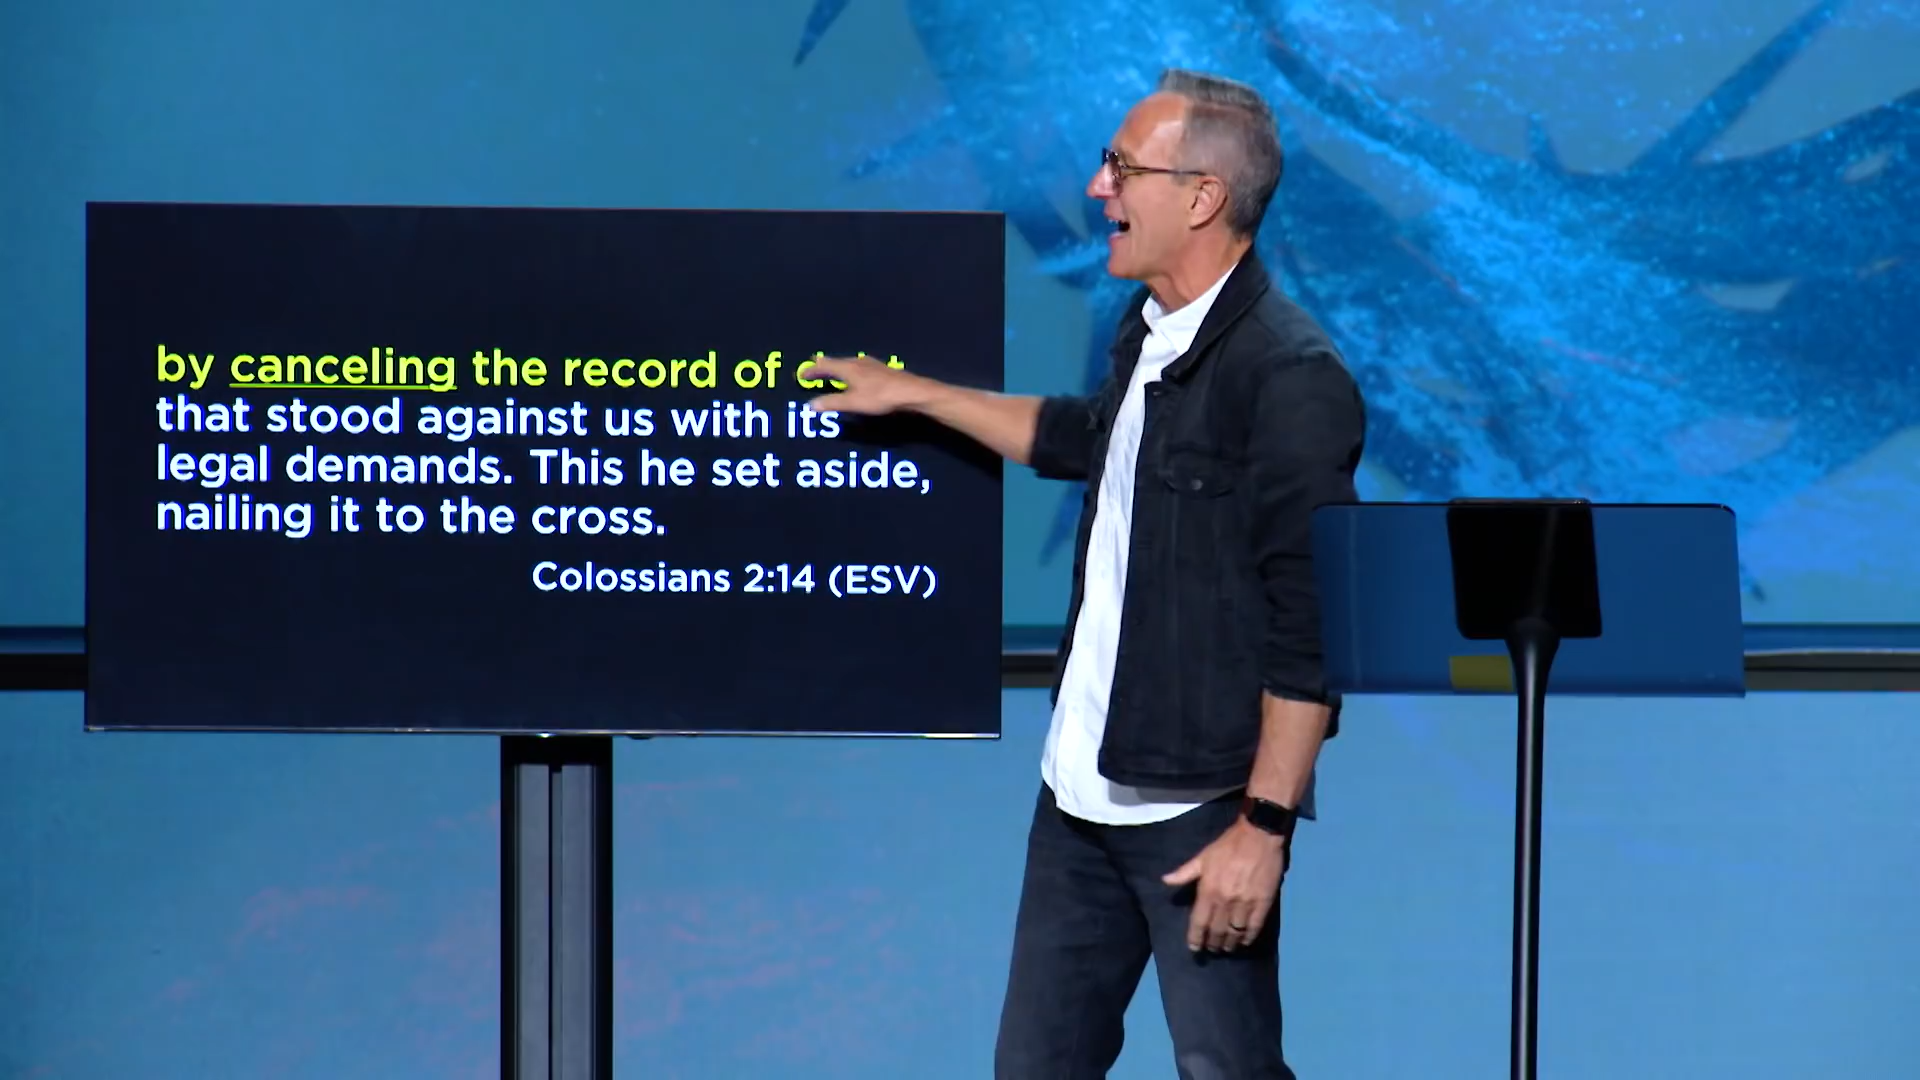 by canceling the record of debt
that stood against us with its
legal demands. This he set aside,
nailing it to the cross.
Colossians 2:14 (ESV)